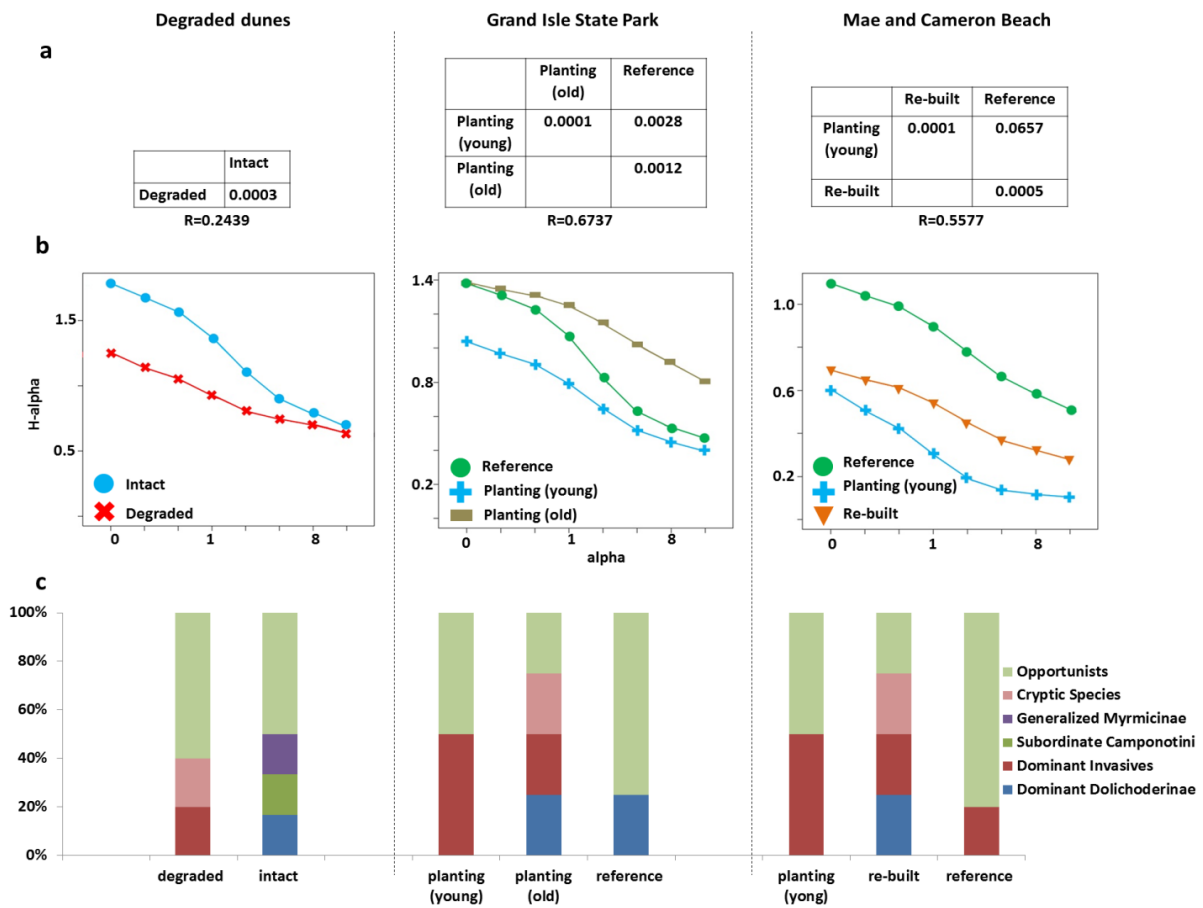 Degraded dunes
Grand Isle State Park
Mae and Cameron Beach
a
Intact
Degraded 0.0003
R=0.2439
Planting (old) Reference
Planting (young) 0.0001 0.0028
Planting (old) 0.0012
R=0.6737
Re-built Reference
Planting (young) 0.0001 0.0657
Re-built 0.0005
R=0.5577
b
H-alpha
1.5
0.5
Intact
Degraded
0 1 8
1.4
0.8
0.2
Reference
Planting (young)
Planting (old)
0 1 8
alpha
1.0
0.6
0.2
Reference
Planting (young)
Re-built
0 1 8
c
100%
80%
60%
40%
20%
0%
degraded
intact
planting
(young)
planting
(old)
reference
planting
(yong)
re-built
reference
Opportunists
Cryptic Species
Generalized Myrmicinae
Subordinate Camponotini
Dominant Invasives
Dominant Dolichoderinae